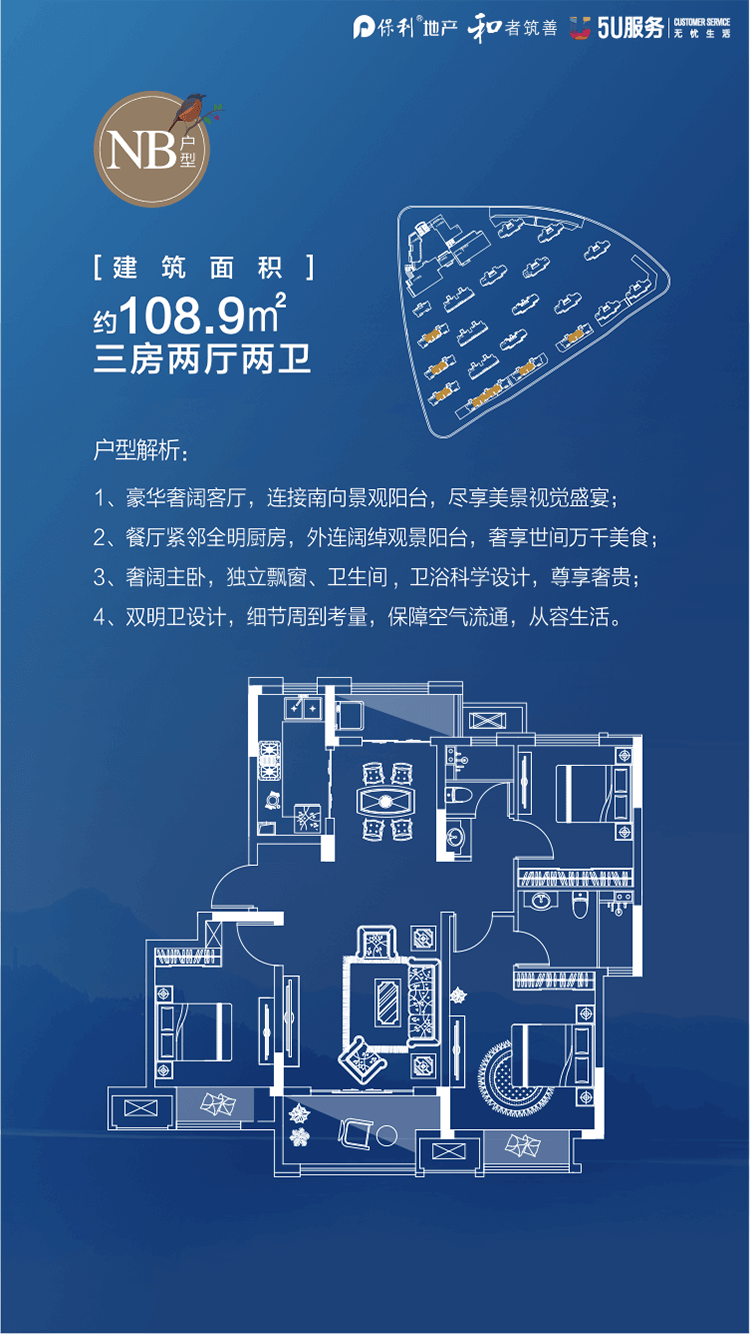 保利®地产 和者筑善 5U服务 CUSTOMER SERVICE
无忧生活
NB户型
[建筑面积]
约108.9㎡
三房两厅两卫
户型解析：
1、豪华奢阔客厅，连接南向景观阳台，尽享美景视觉盛宴；
2、餐厅紧邻全明厨房，外连阔绰观景阳台，奢享世间万千美食；
3、奢阔主卧，独立飘窗、卫生间，卫浴科学设计，尊享奢贵；
4、双明卫设计，细节周到考量，保障空气流通，从容生活。